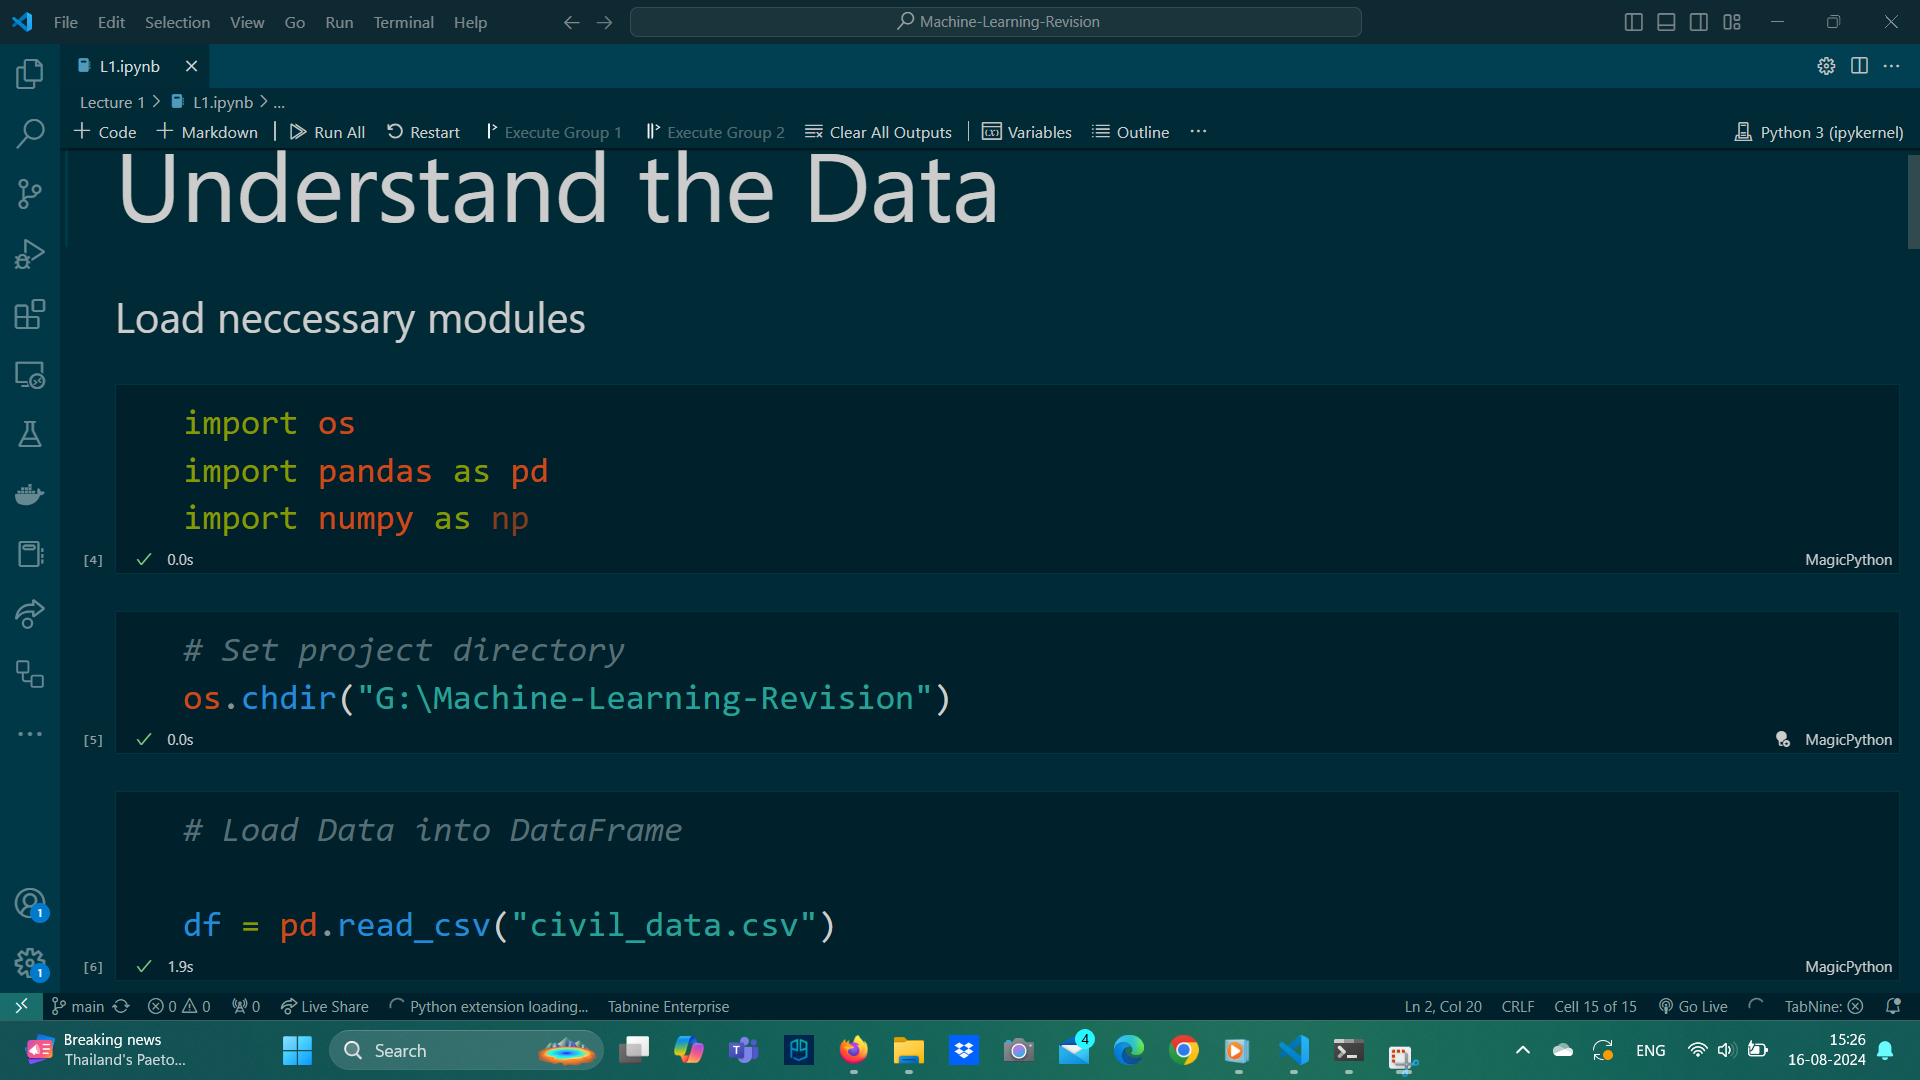 File Edit Selection View Go Run Terminal Help
Machine-Learning-Revision
L1.ipynb
Lecture 1 > L1.ipynb > ...
+ Code + Markdown Run All Restart Execute Group 1 Execute Group 2 Clear All Outputs Variables Outline ... Python 3 (ipykernel)
Understand the Data
Load neccessary modules
import os
import pandas as pd
import numpy as np
[4] 0.0s MagicPython
# Set project directory
os.chdir("G:\Machine-Learning-Revision")
[5] 0.0s MagicPython
# Load Data into DataFrame
df = pd.read_csv("civil_data.csv")
[6] 1.9s MagicPython
1
1
main 0 0 0 Live Share Python extension loading... Tabnine Enterprise Ln 2, Col 20 CRLF Cell 15 of 15 Go Live TabNine:
Breaking news
Thailand's Paeto...
Search
4
ENG
15:26
16-08-2024